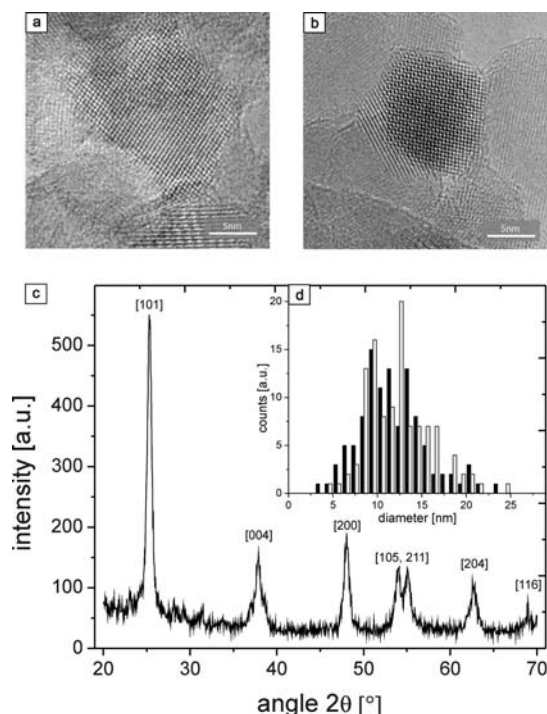 a
b
5nm
5nm
c
d
[101]
[004]
[200]
[105, 211]
[204]
[116]
intensity [a.u.]
500
400
300
200
100
0
20
30
40
50
60
70
angle 2θ [°]
counts [a.u.]
20
15
10
5
0
0
5
10
15
20
25
diameter [nm]